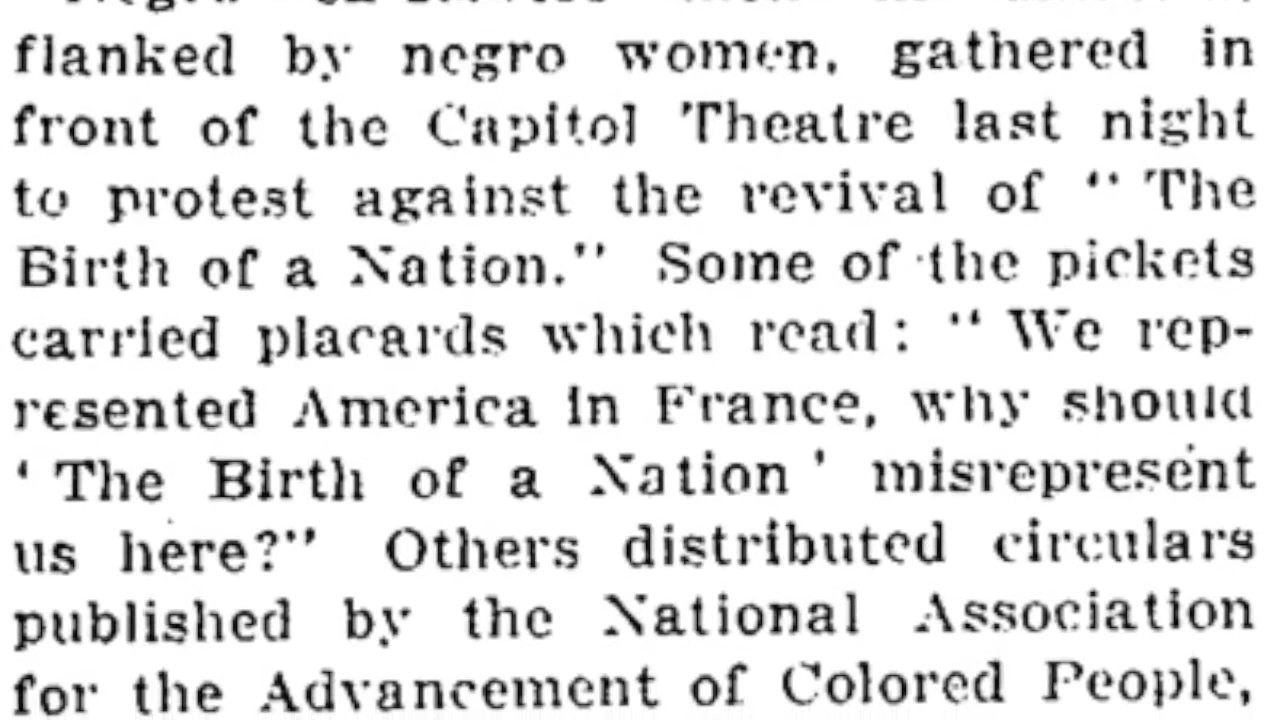 flanked by negro women, gathered in
front of the Capitol Theatre last night
to protest against the revival of "The
Birth of a Nation." Some of the pickets
carried placards which read: "We rep-
resented America in France, why should
'The Birth of a Nation' misrepresent
us here?" Others distributed circulars
published by the National Association
for the Advancement of Colored People,